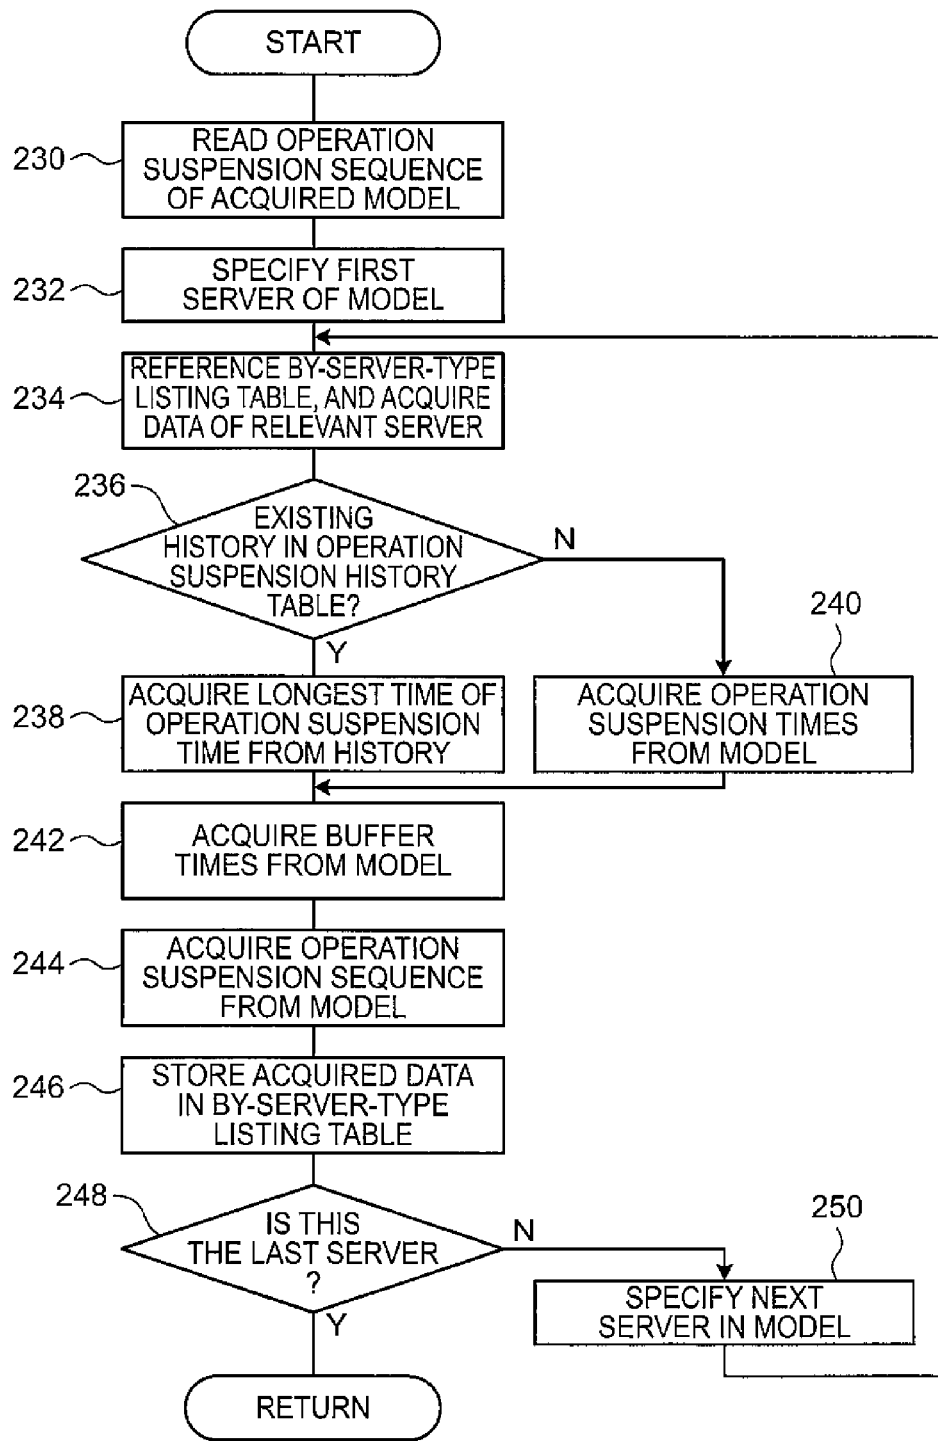 START
230
READ OPERATION
SUSPENSION SEQUENCE
OF ACQUIRED MODEL
232
SPECIFY FIRST
SERVER OF MODEL
234
REFERENCE BY-SERVER-TYPE
LISTING TABLE, AND ACQUIRE
DATA OF RELEVANT SERVER
236
EXISTING
HISTORY IN OPERATION
SUSPENSION HISTORY
TABLE?
N
Y
238
ACQUIRE LONGEST TIME OF
OPERATION SUSPENSION
TIME FROM HISTORY
240
ACQUIRE OPERATION
SUSPENSION TIMES
FROM MODEL
242
ACQUIRE BUFFER
TIMES FROM MODEL
244
ACQUIRE OPERATION
SUSPENSION SEQUENCE
FROM MODEL
246
STORE ACQUIRED DATA
IN BY-SERVER-TYPE
LISTING TABLE
248
IS THIS
THE LAST SERVER
?
N
Y
250
SPECIFY NEXT
SERVER IN MODEL
RETURN